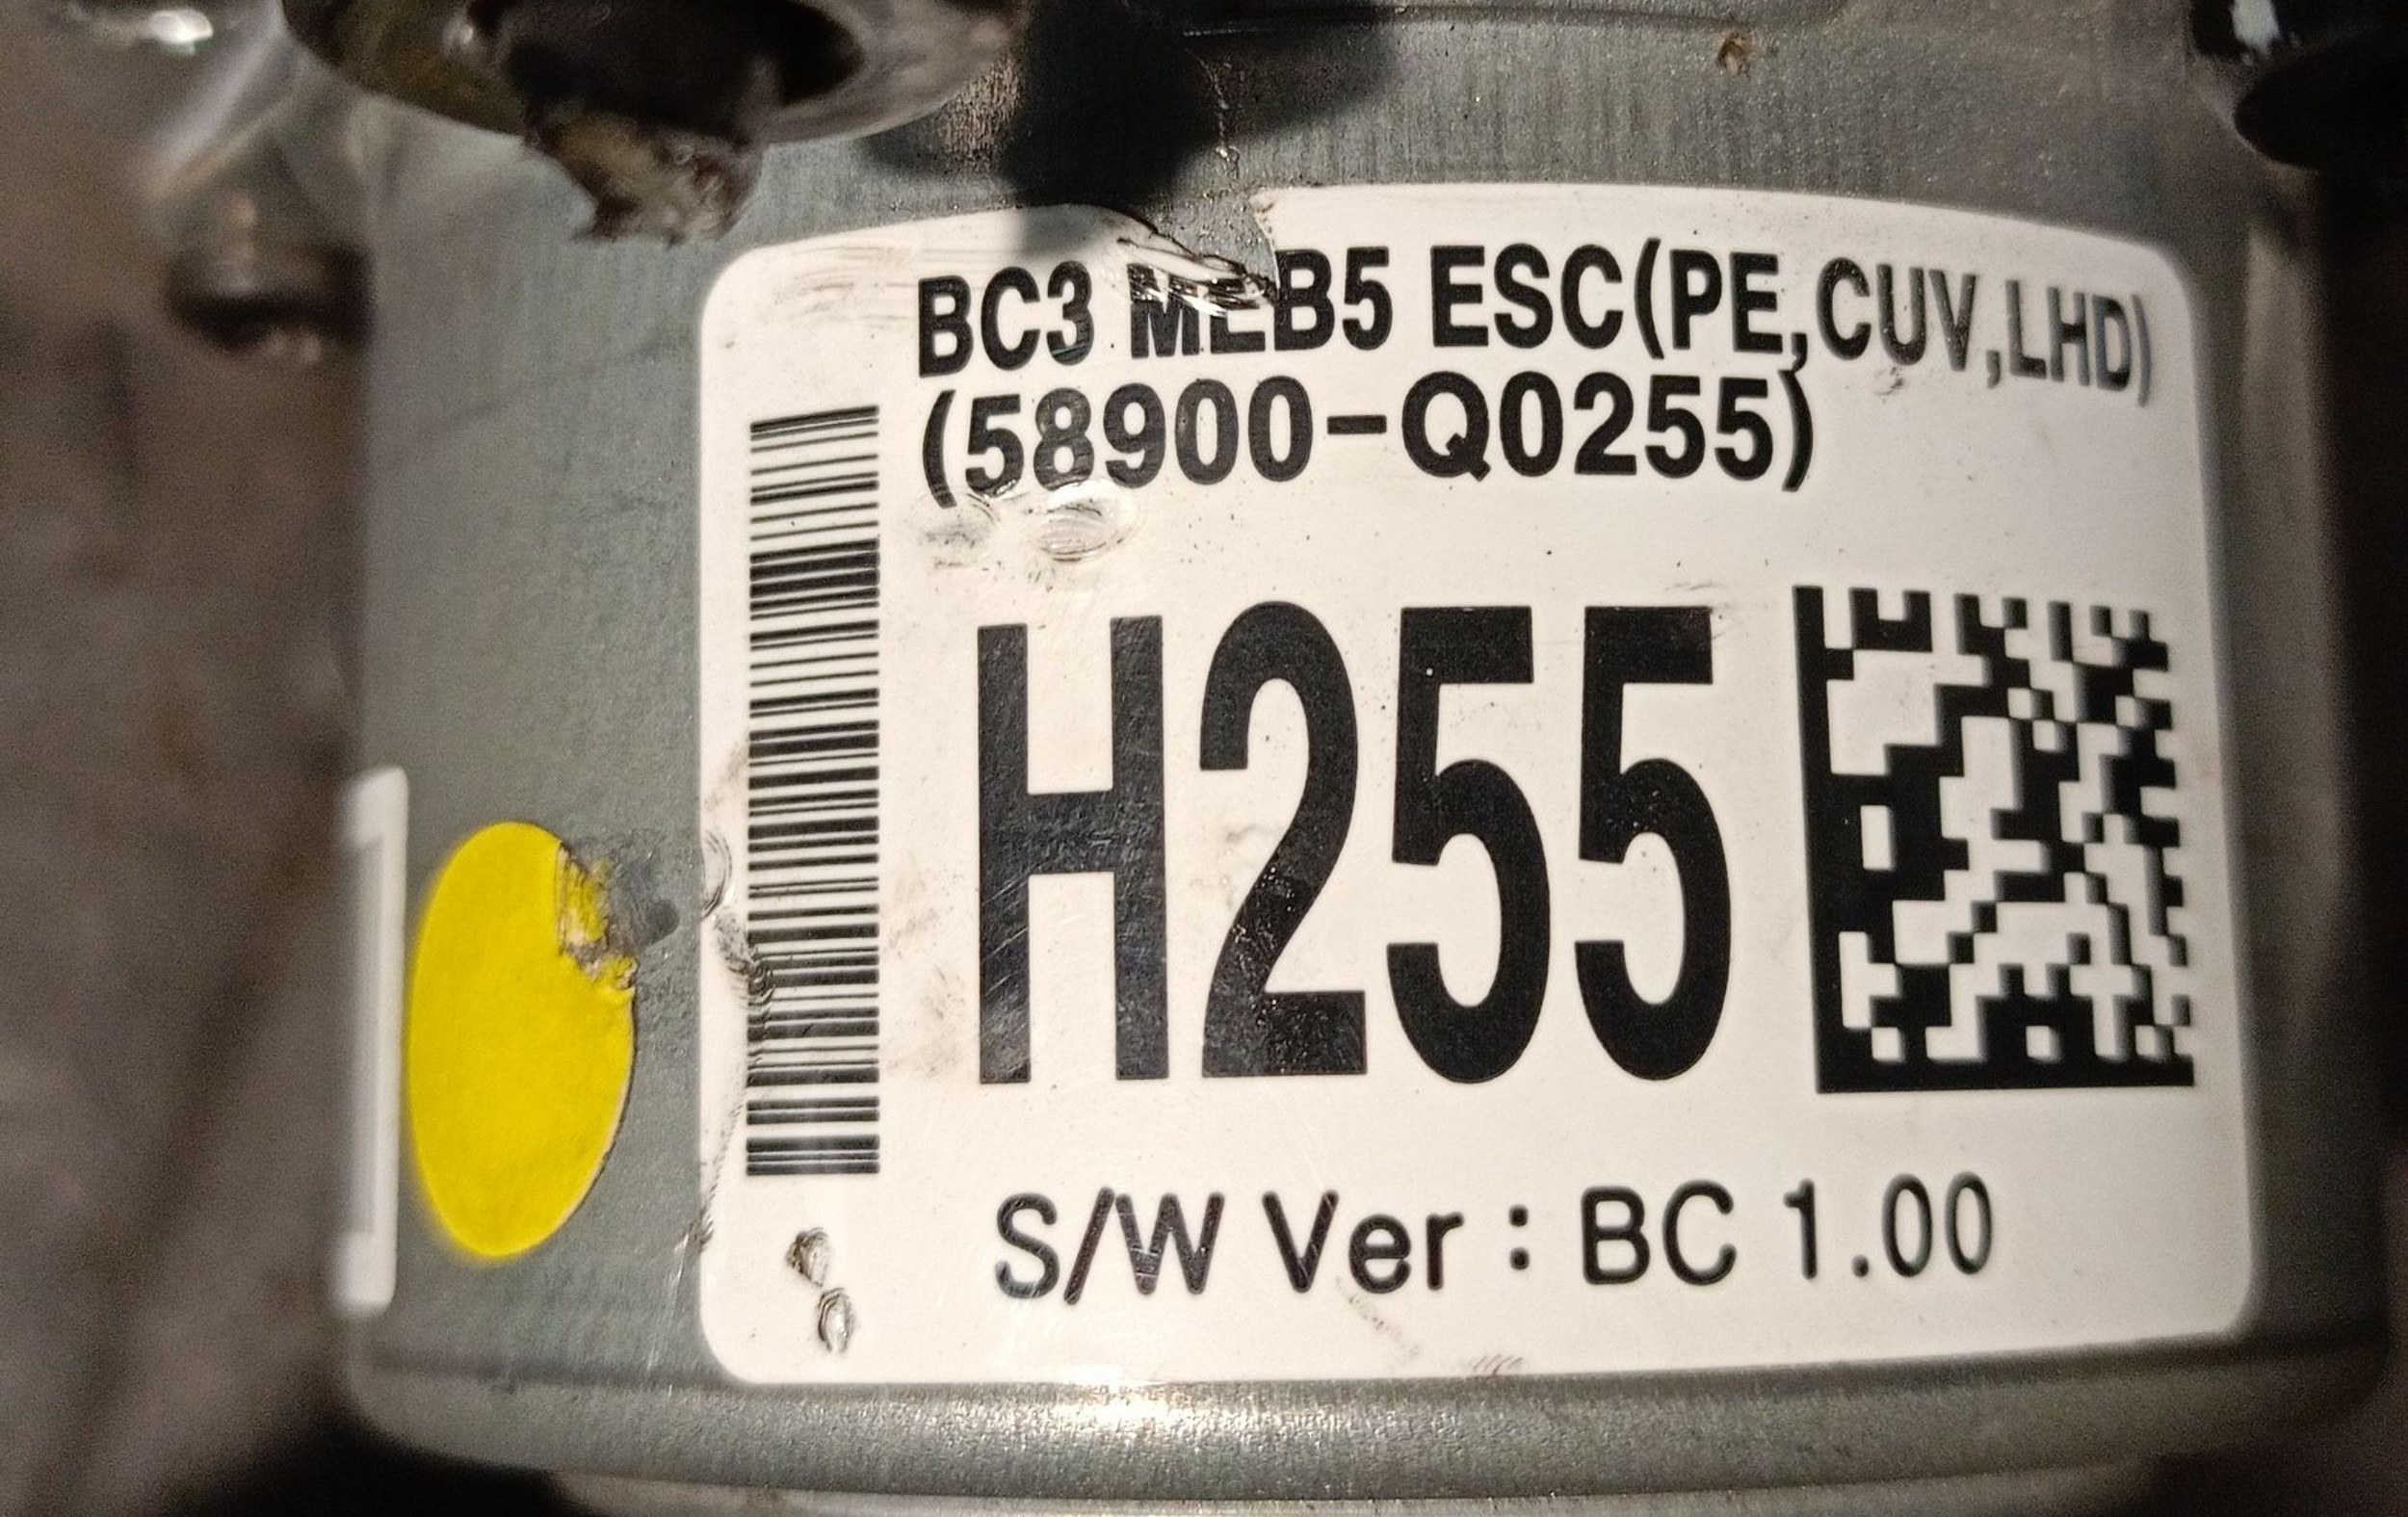 BC3 MEB5 ESC(PE,CUV,LHD)
(58900-Q0255)
H255
S/W Ver : BC 1.00